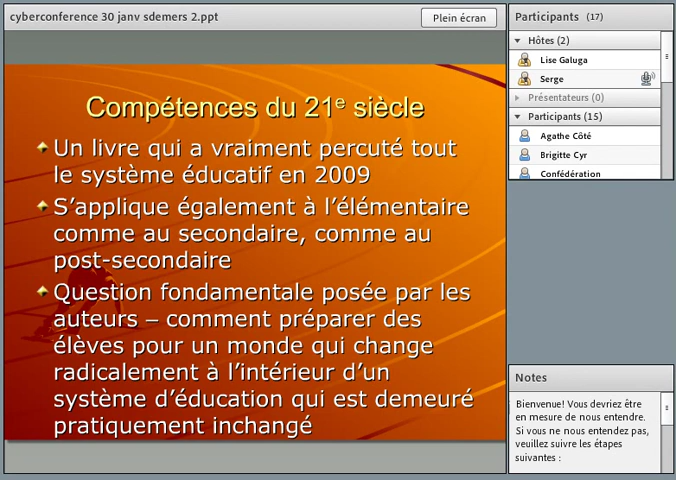 cyberconference 30 janv sdemers 2.ppt
Plein écran
Compétences du 21e siècle
Un livre qui a vraiment percuté tout
le système éducatif en 2009
S'applique également à l'élémentaire
comme au secondaire, comme au
post-secondaire
Question fondamentale posée par les
auteurs – comment préparer des
élèves pour un monde qui change
radicalement à l'intérieur d'un
système d'éducation qui est demeuré
pratiquement inchangé
Participants (17)
Hôtes (2)
Lise Galuga
Serge
Présentateurs (0)
Participants (15)
Agathe Côté
Brigitte Cyr
Confédération
Notes
Bienvenue! Vous devriez être
en mesure de nous entendre.
Si vous ne nous entendez pas,
veuillez suivre les étapes
suivantes :